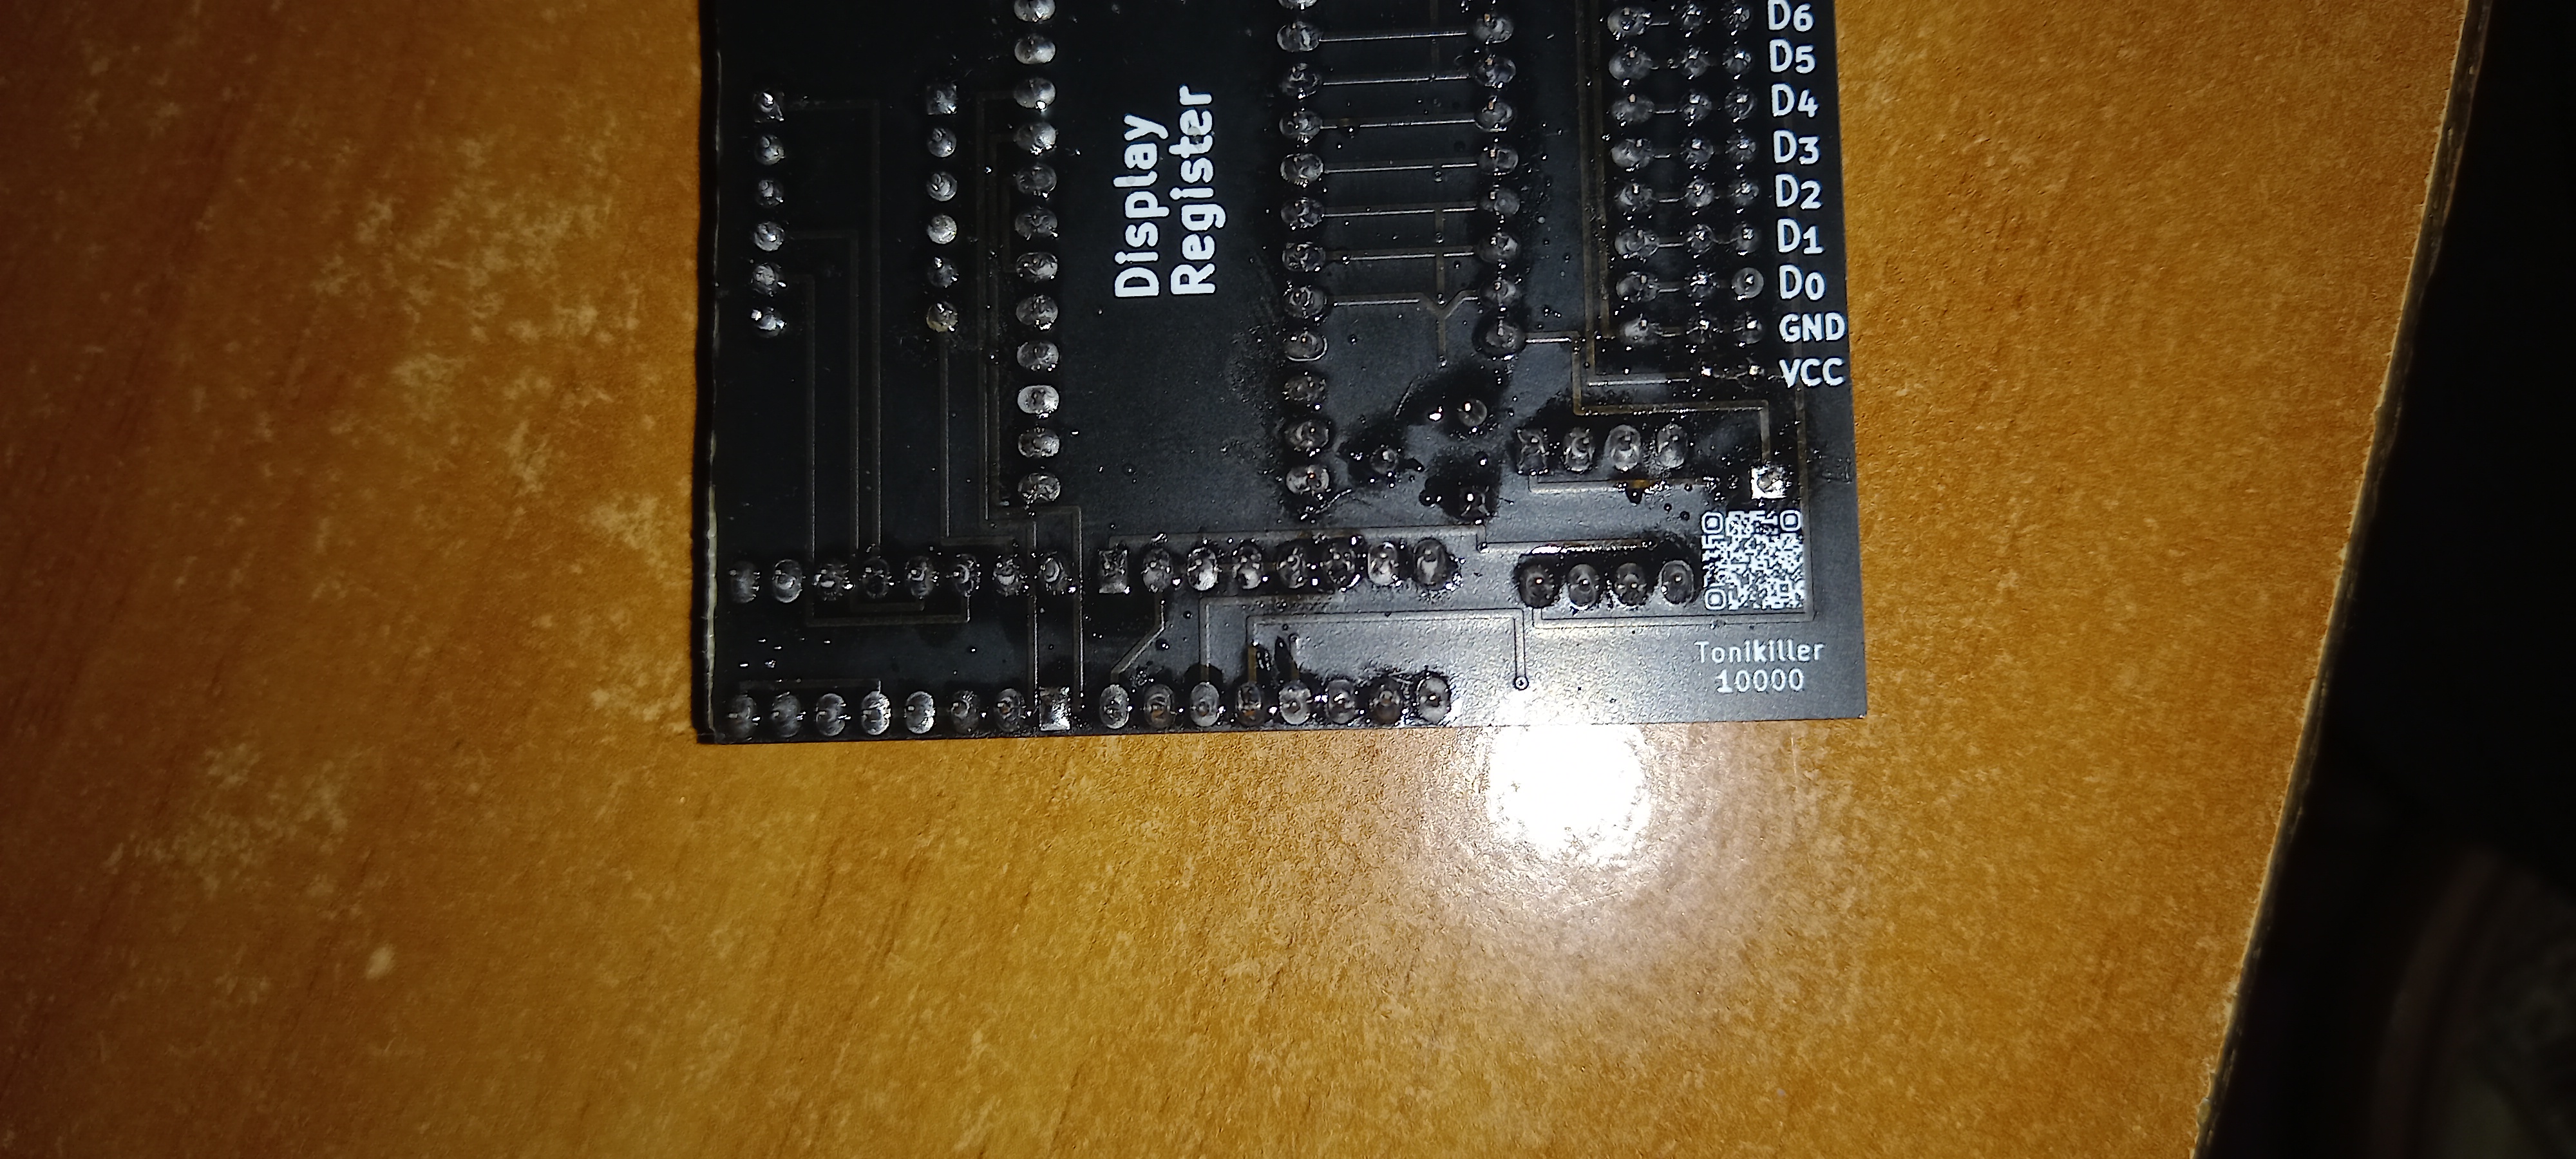 Display
Register
TonIKiller
10000
VCC
GND
D0
D1
D2
D3
D4
D5
D6